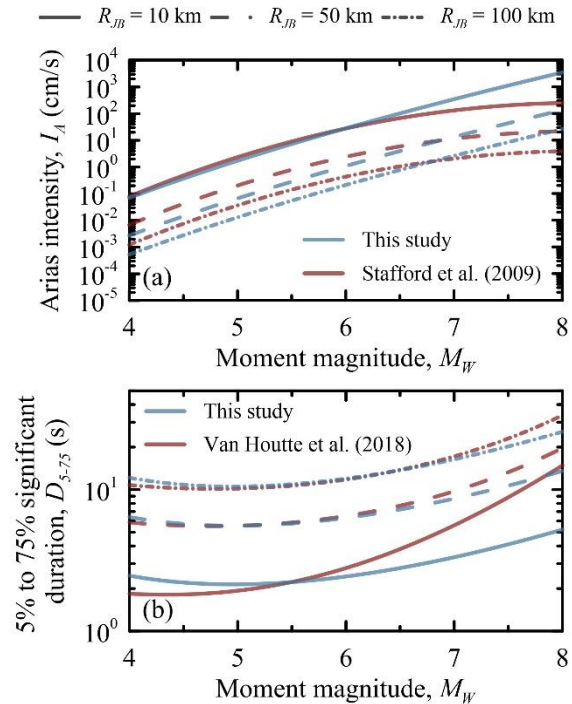 R_JB = 10 km R_JB = 50 km R_JB = 100 km
10^4
10^3
10^2
10^1
10^0
10^-1
10^-2
10^-3
10^-4
10^-5
Arias intensity, I_A (cm/s)
This study
Stafford et al. (2009)
(a)
4 5 6 7 8
Moment magnitude, M_W
This study
Van Houtte et al. (2018)
10^1
10^0
5% to 75% significant
duration, D_5-75 (s)
(b)
4 5 6 7 8
Moment magnitude, M_W